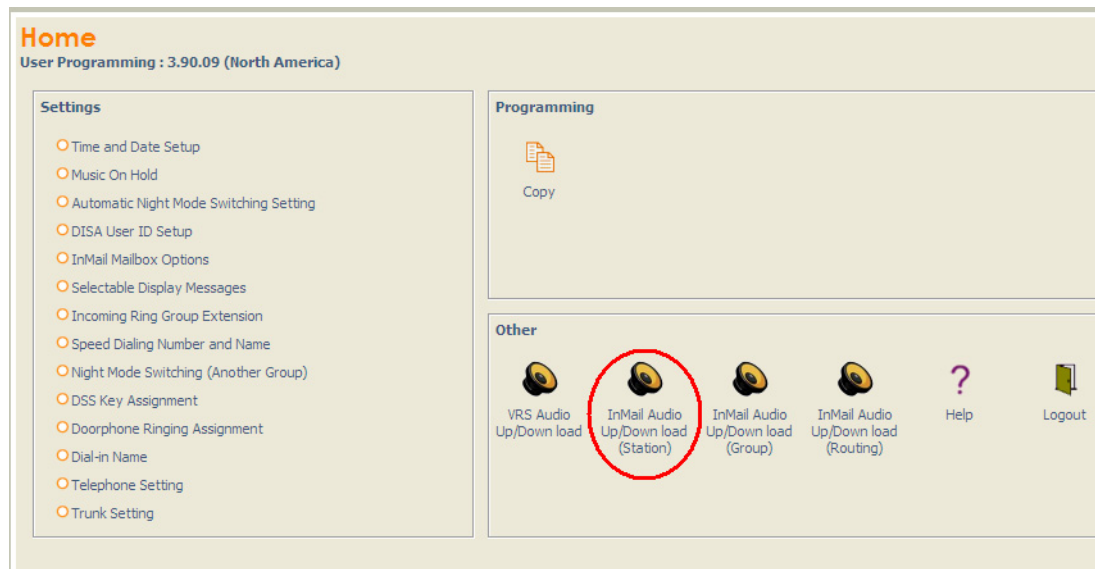 Home
User Programming : 3.90.09 (North America)
Settings
Time and Date Setup
Music On Hold
Automatic Night Mode Switching Setting
DISA User ID Setup
InMail Mailbox Options
Selectable Display Messages
Incoming Ring Group Extension
Speed Dialing Number and Name
Night Mode Switching (Another Group)
DSS Key Assignment
Doorphone Ringing Assignment
Dial-in Name
Telephone Setting
Trunk Setting
Programming
Copy
Other
VRS Audio
Up/Down load
InMail Audio
Up/Down load
(Station)
InMail Audio
Up/Down load
(Group)
InMail Audio
Up/Down load
(Routing)
Help
Logout